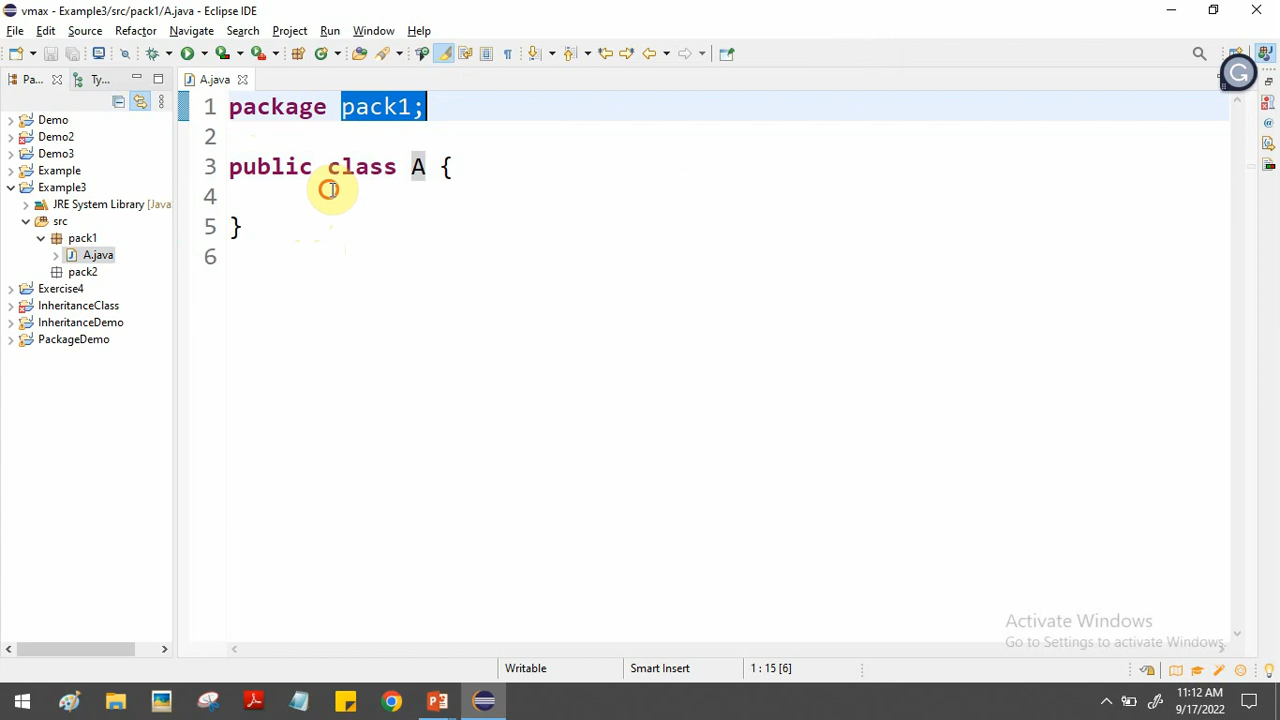 vmax - Example3/src/pack1/A.java - Eclipse IDE
File Edit Source Refactor Navigate Search Project Run Window Help
Pa... Ty... A.java
Demo
Demo2
Demo3
Example
Example3
JRE System Library [Java
src
pack1
A.java
pack2
Exercise4
InheritanceClass
InheritanceDemo
PackageDemo
1 package pack1;
2
3 public class A {
4
5 }
6
Activate Windows
Go to Settings to activate Windows.
Writable Smart Insert 1 : 15 [6]
11:12 AM
9/17/2022